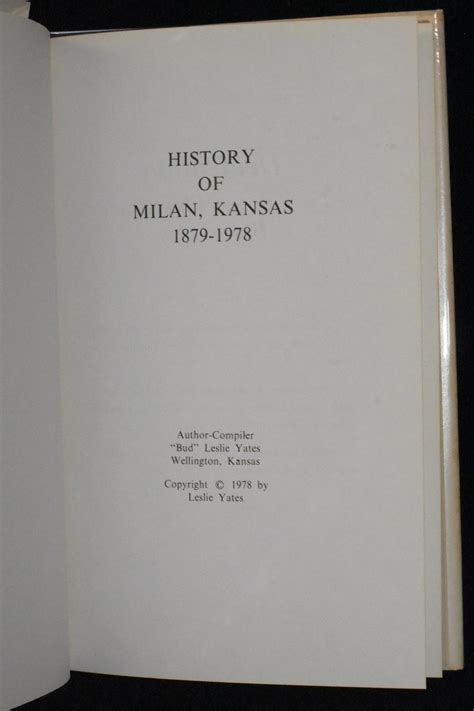 HISTORY
OF
MILAN, KANSAS
1879-1978
Author-Compiler
"Bud" Leslie Yates
Wellington, Kansas
Copyright © 1978 by
Leslie Yates